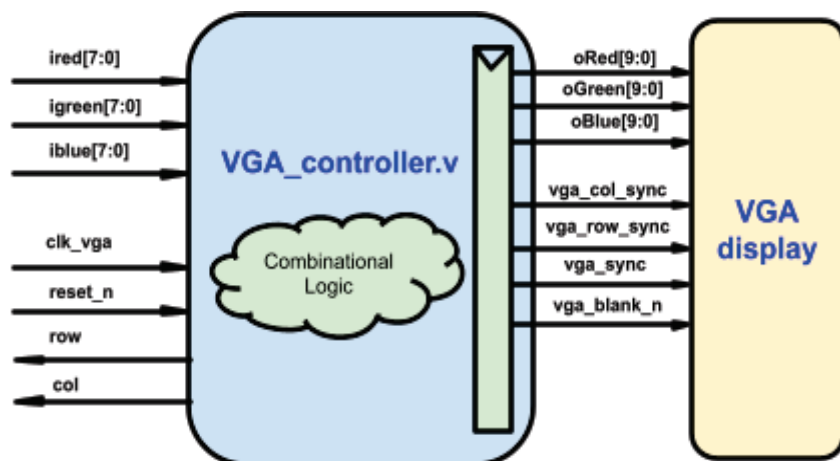 ired[7:0]
igreen[7:0]
iblue[7:0]
clk_vga
reset_n
row
col
VGA_controller.v
Combinational
Logic
oRed[9:0]
oGreen[9:0]
oBlue[9:0]
vga_col_sync
vga_row_sync
vga_sync
vga_blank_n
VGA
display